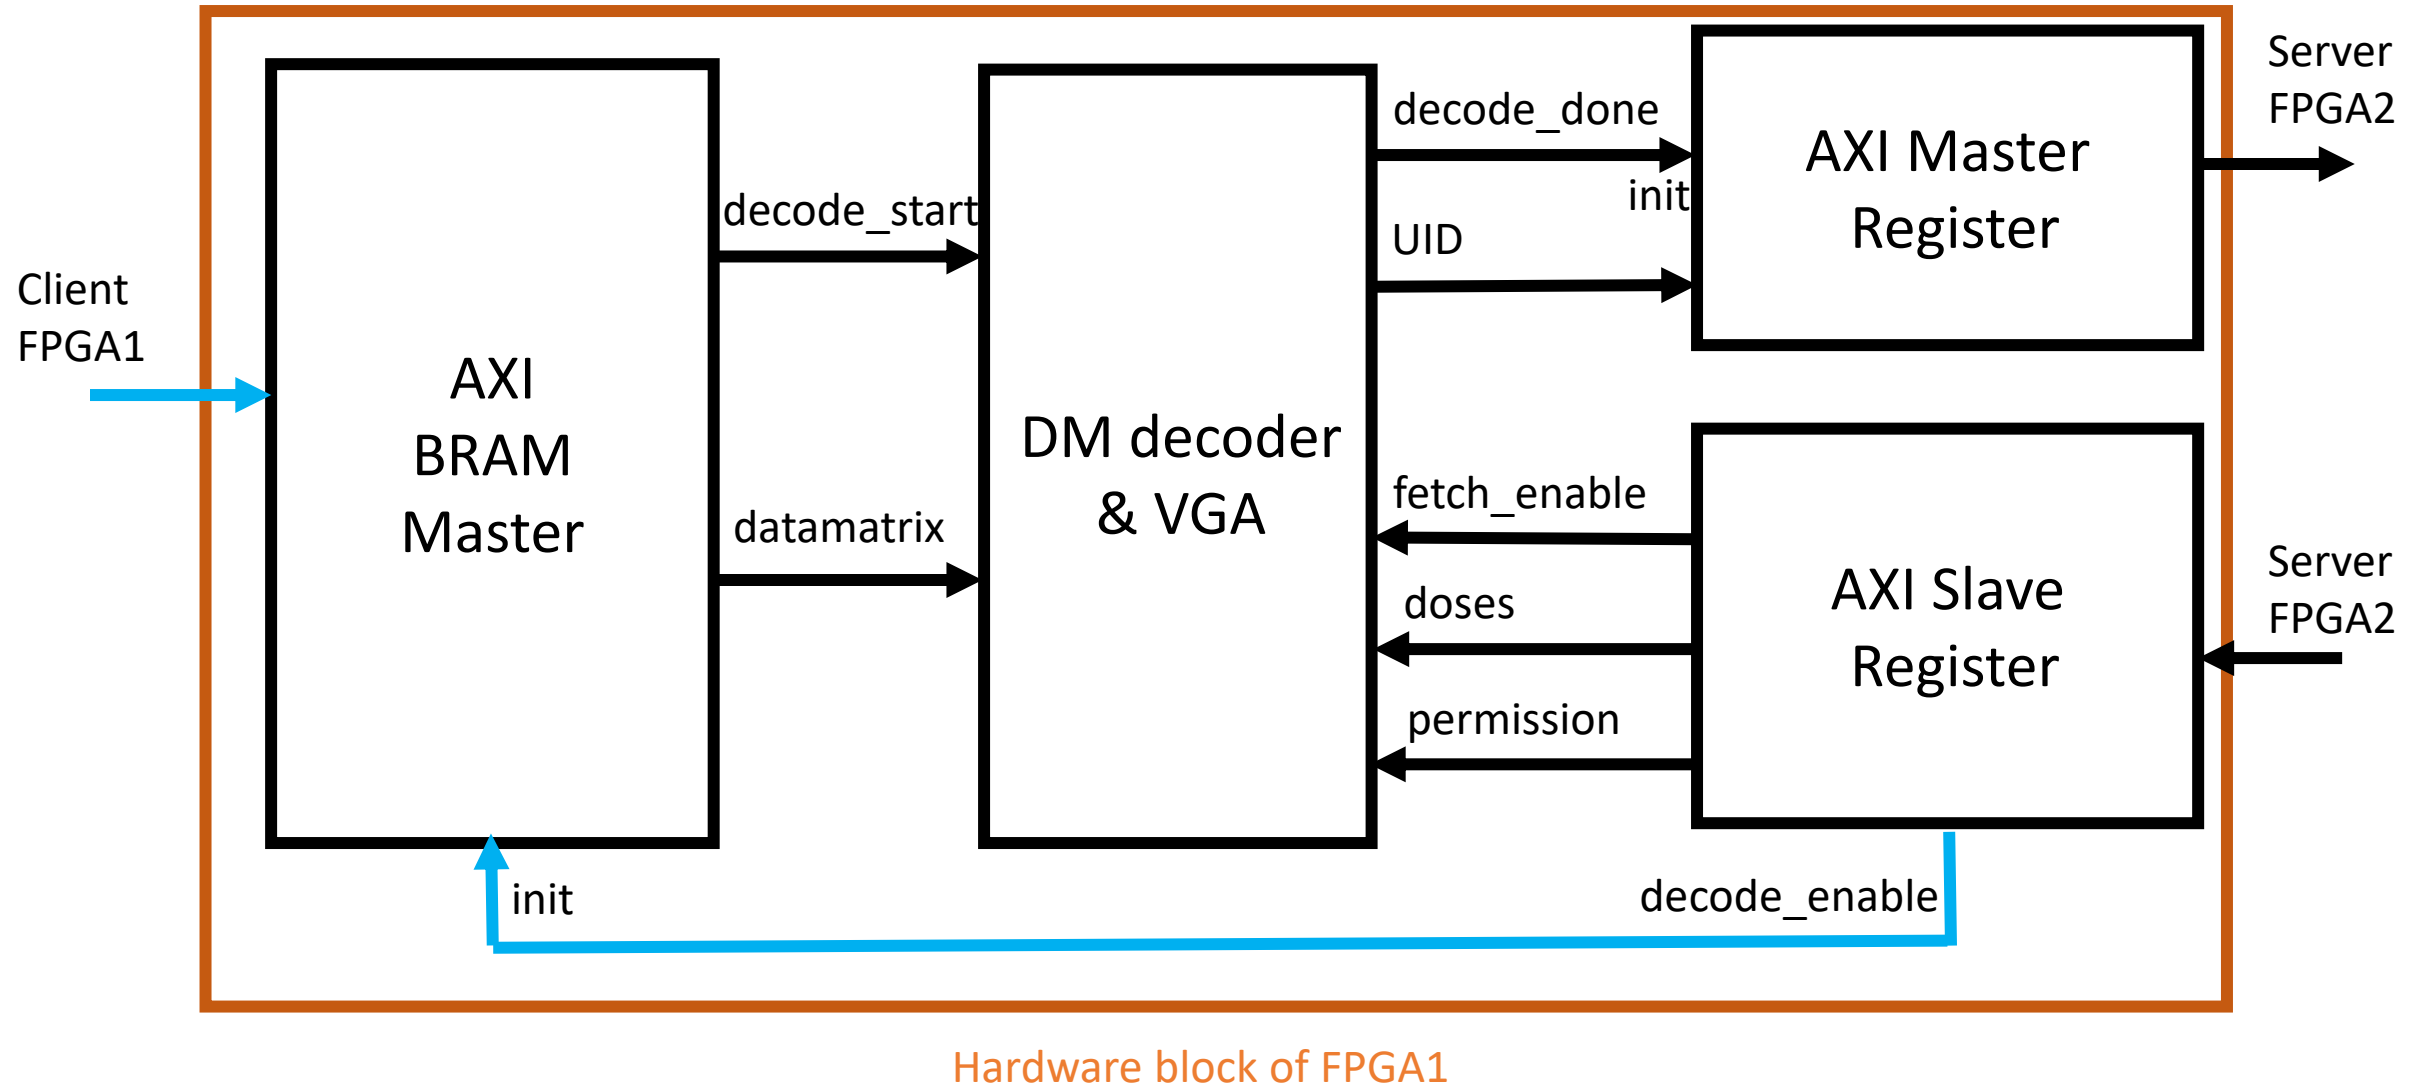 Client
FPGA1
AXI
BRAM
Master
decode_start
datamatrix
init
DM decoder
& VGA
decode_done
init
UID
AXI Master
Register
Server
FPGA2
fetch_enable
doses
permission
AXI Slave
Register
Server
FPGA2
decode_enable
Hardware block of FPGA1